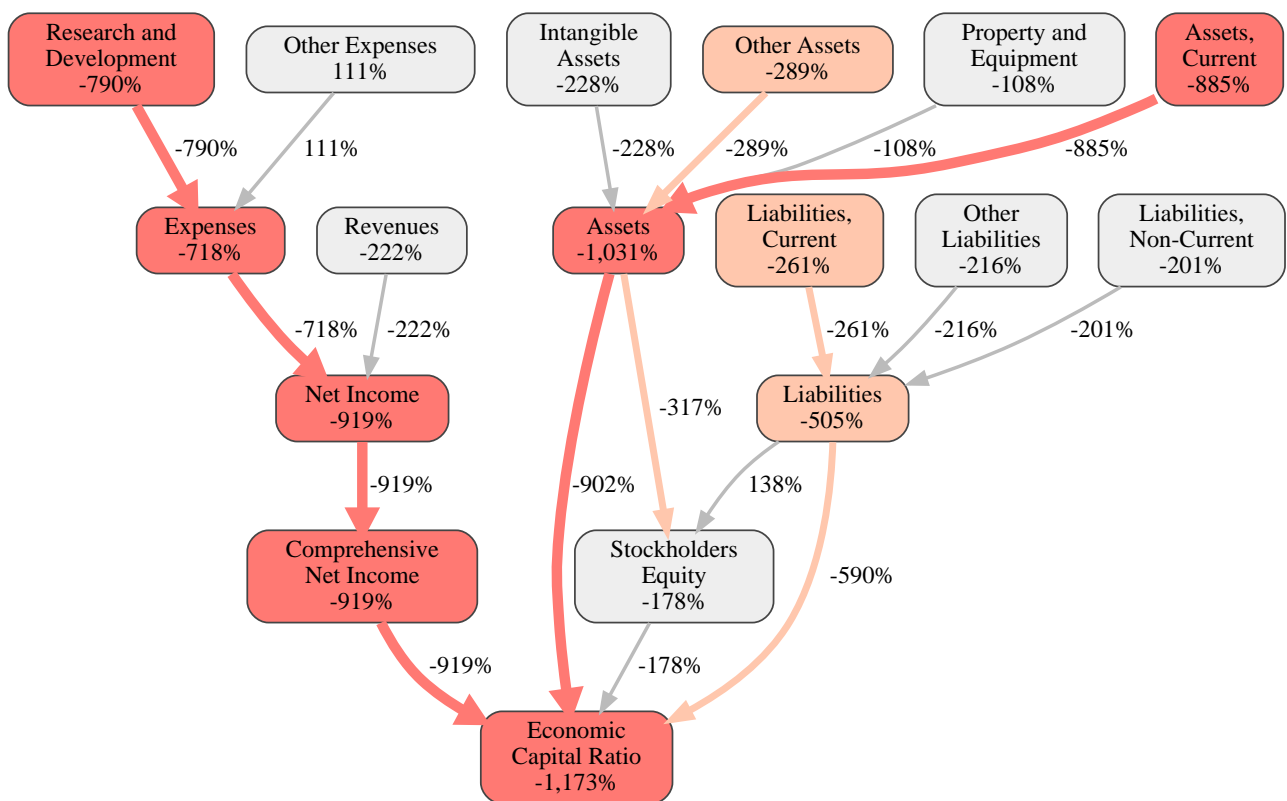 Research and
Development
-790%
Other Expenses
111%
Intangible
Assets
-228%
Other Assets
-289%
Property and
Equipment
-108%
Assets,
Current
-885%
-790%
111%
-228%
-289%
-108%
-885%
Expenses
-718%
Revenues
-222%
Assets
-1,031%
Liabilities,
Current
-261%
Other
Liabilities
-216%
Liabilities,
Non-Current
-201%
-718%
-222%
-261%
-216%
-201%
Net Income
-919%
-317%
Liabilities
-505%
-919%
-902%
138%
Comprehensive
Net Income
-919%
Stockholders
Equity
-178%
-590%
-919%
-178%
Economic
Capital Ratio
-1,173%